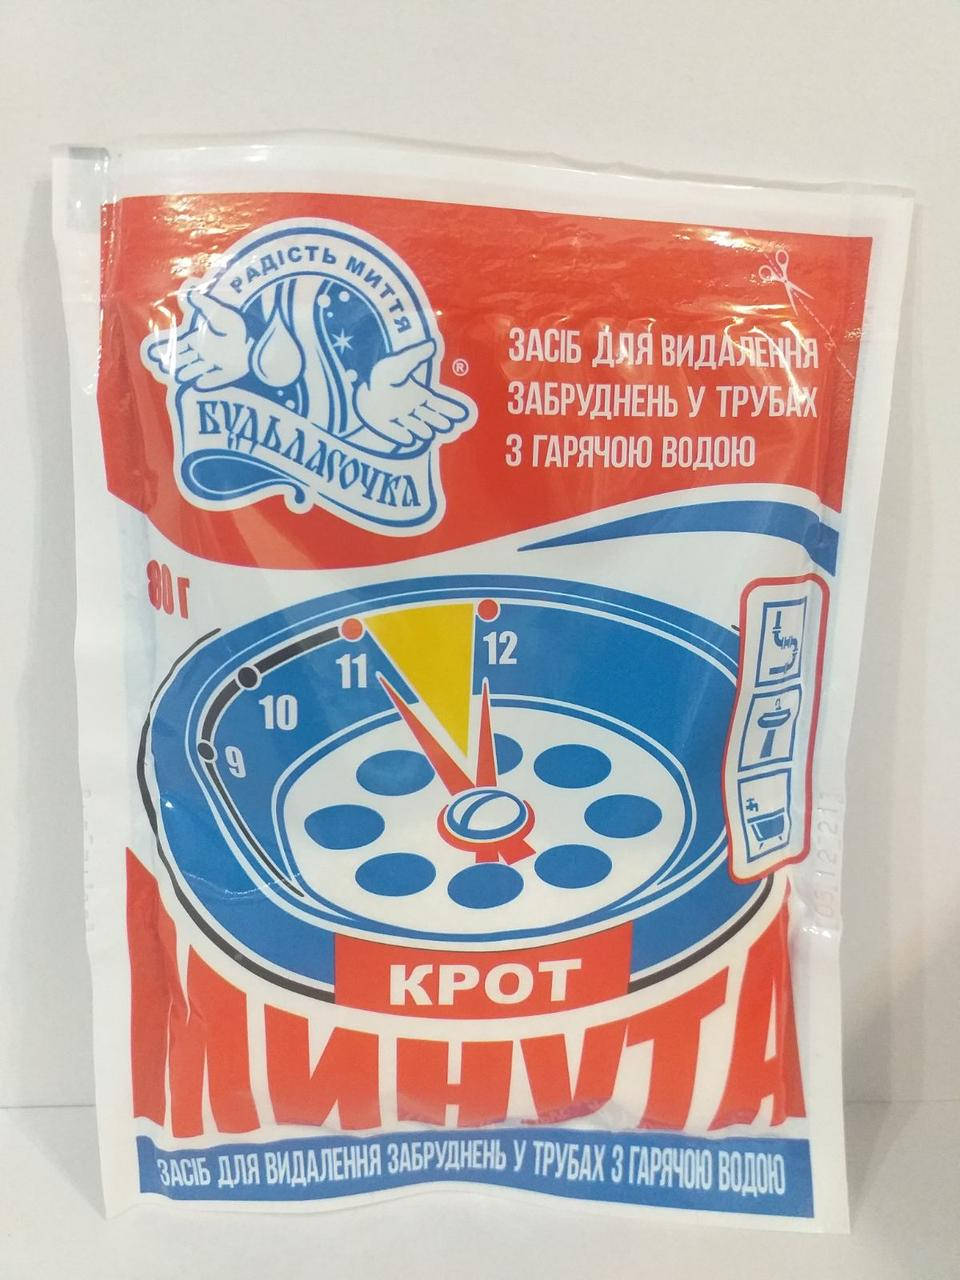 РАДІСТЬ МИТТЯ
БУДЬЛАСОЧКА
®
ЗАСІБ ДЛЯ ВИДАЛЕННЯ
ЗАБРУДНЕНЬ У ТРУБАХ
З ГАРЯЧОЮ ВОДОЮ
80 Г
12
11
10
9
КРОТ
МИНУТА
ЗАСІБ ДЛЯ ВИДАЛЕННЯ ЗАБРУДНЕНЬ У ТРУБАХ З ГАРЯЧОЮ ВОДОЮ